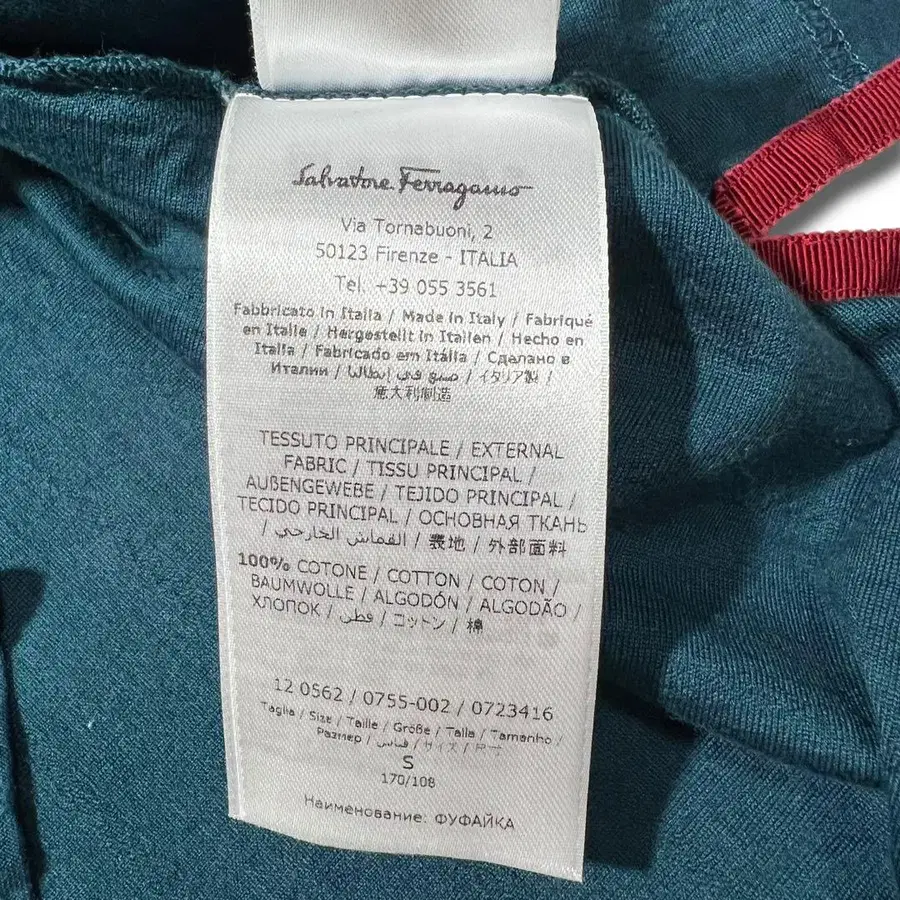 Salvatore Ferragamo
Via Tornabuoni, 2
50123 Firenze - ITALIA
Tel. +39 055 3561
Fabbricato in Italia / Made in Italy / Fabriqué
en Italie / Hergestellt in Italien / Hecho en
Italia / Fabricado em Itália / Сделано в
Италии / صنع في إيطاليا / イタリア製 /
意大利制造
TESSUTO PRINCIPALE / EXTERNAL
FABRIC / TISSU PRINCIPAL /
AUßENGEWEBE / TEJIDO PRINCIPAL /
TECIDO PRINCIPAL / ОСНОВНАЯ ТКАНЬ
/ القماش الخارجي / 表地 / 外部面料
100% COTONE / COTTON / COTON /
BAUMWOLLE / ALGODÓN / ALGODÃO /
ХЛОПОК / قطن / コットン / 棉
12 0562 / 0755-002 / 0723416
Taglia / Size / Taille / Größe / Talla / Tamanho /
Размер / قياس / サイズ / 尺寸
S
170/108
Наименование: ФУФАЙКА